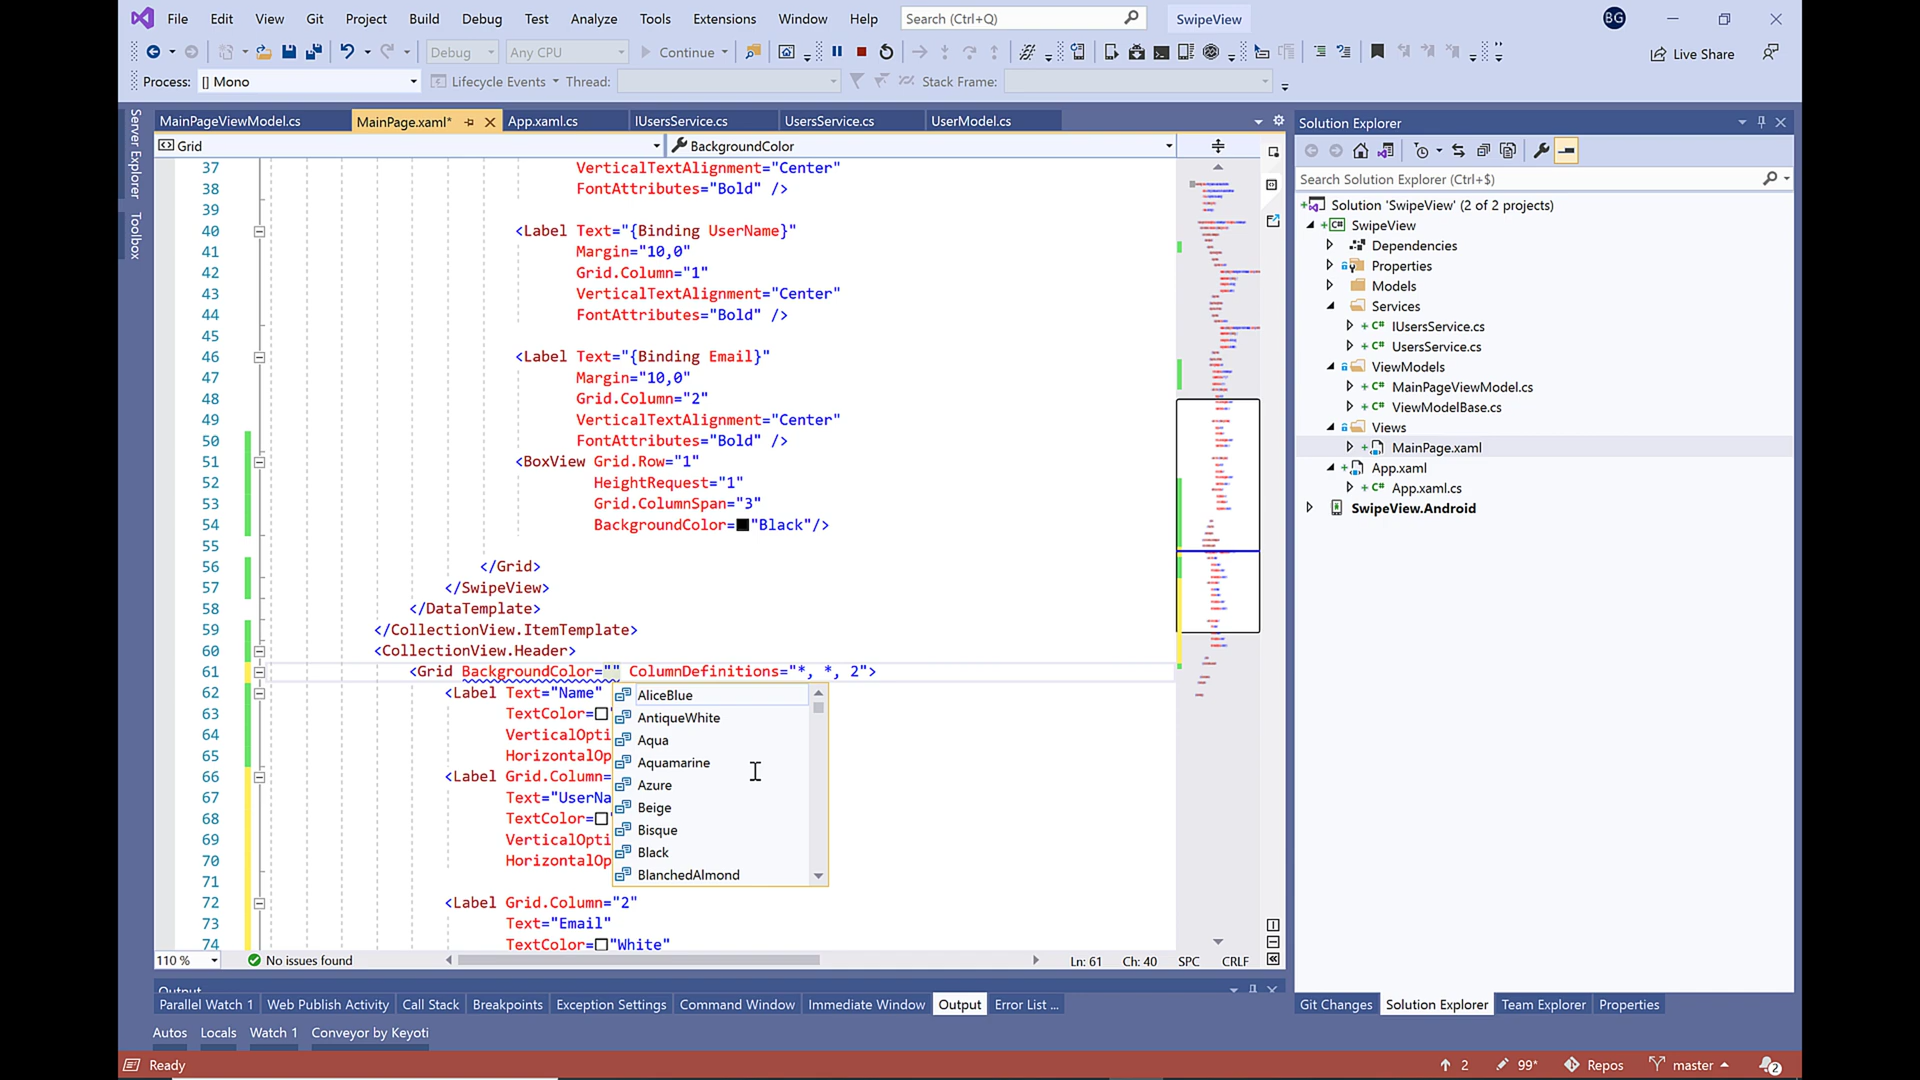 File Edit View Git Project Build Debug Test Analyze Tools Extensions Window Help Search (Ctrl+Q) SwipeView BG
Debug Any CPU Continue Live Share
Process: [] Mono Lifecycle Events Thread: Stack Frame:
MainPageViewModel.cs MainPage.xaml* App.xaml.cs IUsersService.cs UsersService.cs UserModel.cs
Grid BackgroundColor
37 VerticalTextAlignment="Center"
38 FontAttributes="Bold" />
39
40 <Label Text="{Binding UserName}"
41 Margin="10,0"
42 Grid.Column="1"
43 VerticalTextAlignment="Center"
44 FontAttributes="Bold" />
45
46 <Label Text="{Binding Email}"
47 Margin="10,0"
48 Grid.Column="2"
49 VerticalTextAlignment="Center"
50 FontAttributes="Bold" />
51 <BoxView Grid.Row="1"
52 HeightRequest="1"
53 Grid.ColumnSpan="3"
54 BackgroundColor="Black"/>
55
56 </Grid>
57 </SwipeView>
58 </DataTemplate>
59 </CollectionView.ItemTemplate>
60 <CollectionView.Header>
61 <Grid BackgroundColor="" ColumnDefinitions="*, *, 2">
62 <Label Text="Name"
63 TextColor=
64 VerticalOpti
65 HorizontalOp
66 <Label Grid.Column=
67 Text="UserNa
68 TextColor=
69 VerticalOpti
70 HorizontalOp
71
72 <Label Grid.Column="2"
73 Text="Email"
74 TextColor="White"
AliceBlue
AntiqueWhite
Aqua
Aquamarine
Azure
Beige
Bisque
Black
BlanchedAlmond
110 % No issues found Ln: 61 Ch: 40 SPC CRLF
Output
Parallel Watch 1 Web Publish Activity Call Stack Breakpoints Exception Settings Command Window Immediate Window Output Error List ...
Autos Locals Watch 1 Conveyor by Keyoti
Ready 2 99* Repos master 2
Server Explorer
Toolbox
Solution Explorer
Search Solution Explorer (Ctrl+$)
Solution 'SwipeView' (2 of 2 projects)
SwipeView
Dependencies
Properties
Models
Services
IUsersService.cs
UsersService.cs
ViewModels
MainPageViewModel.cs
ViewModelBase.cs
Views
MainPage.xaml
App.xaml
App.xaml.cs
SwipeView.Android
Git Changes Solution Explorer Team Explorer Properties